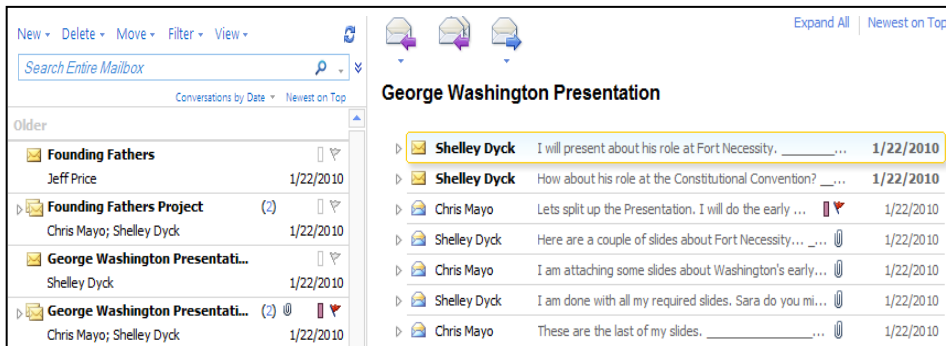 New Delete Move Filter View
Search Entire Mailbox
Conversations by Date Newest on Top
Older
Founding Fathers
Jeff Price 1/22/2010
Founding Fathers Project (2)
Chris Mayo; Shelley Dyck 1/22/2010
George Washington Presentati...
Shelley Dyck 1/22/2010
George Washington Presentati... (2)
Chris Mayo; Shelley Dyck 1/22/2010
Expand All Newest on Top
George Washington Presentation
Shelley Dyck I will present about his role at Fort Necessity. ________... 1/22/2010
Shelley Dyck How about his role at the Constitutional Convention? __... 1/22/2010
Chris Mayo Lets split up the Presentation. I will do the early ... 1/22/2010
Shelley Dyck Here are a couple of slides about Fort Necessity... _... 1/22/2010
Chris Mayo I am attaching some slides about Washington's early... 1/22/2010
Shelley Dyck I am done with all my required slides. Sara do you mi... 1/22/2010
Chris Mayo These are the last of my slides. ________________... 1/22/2010